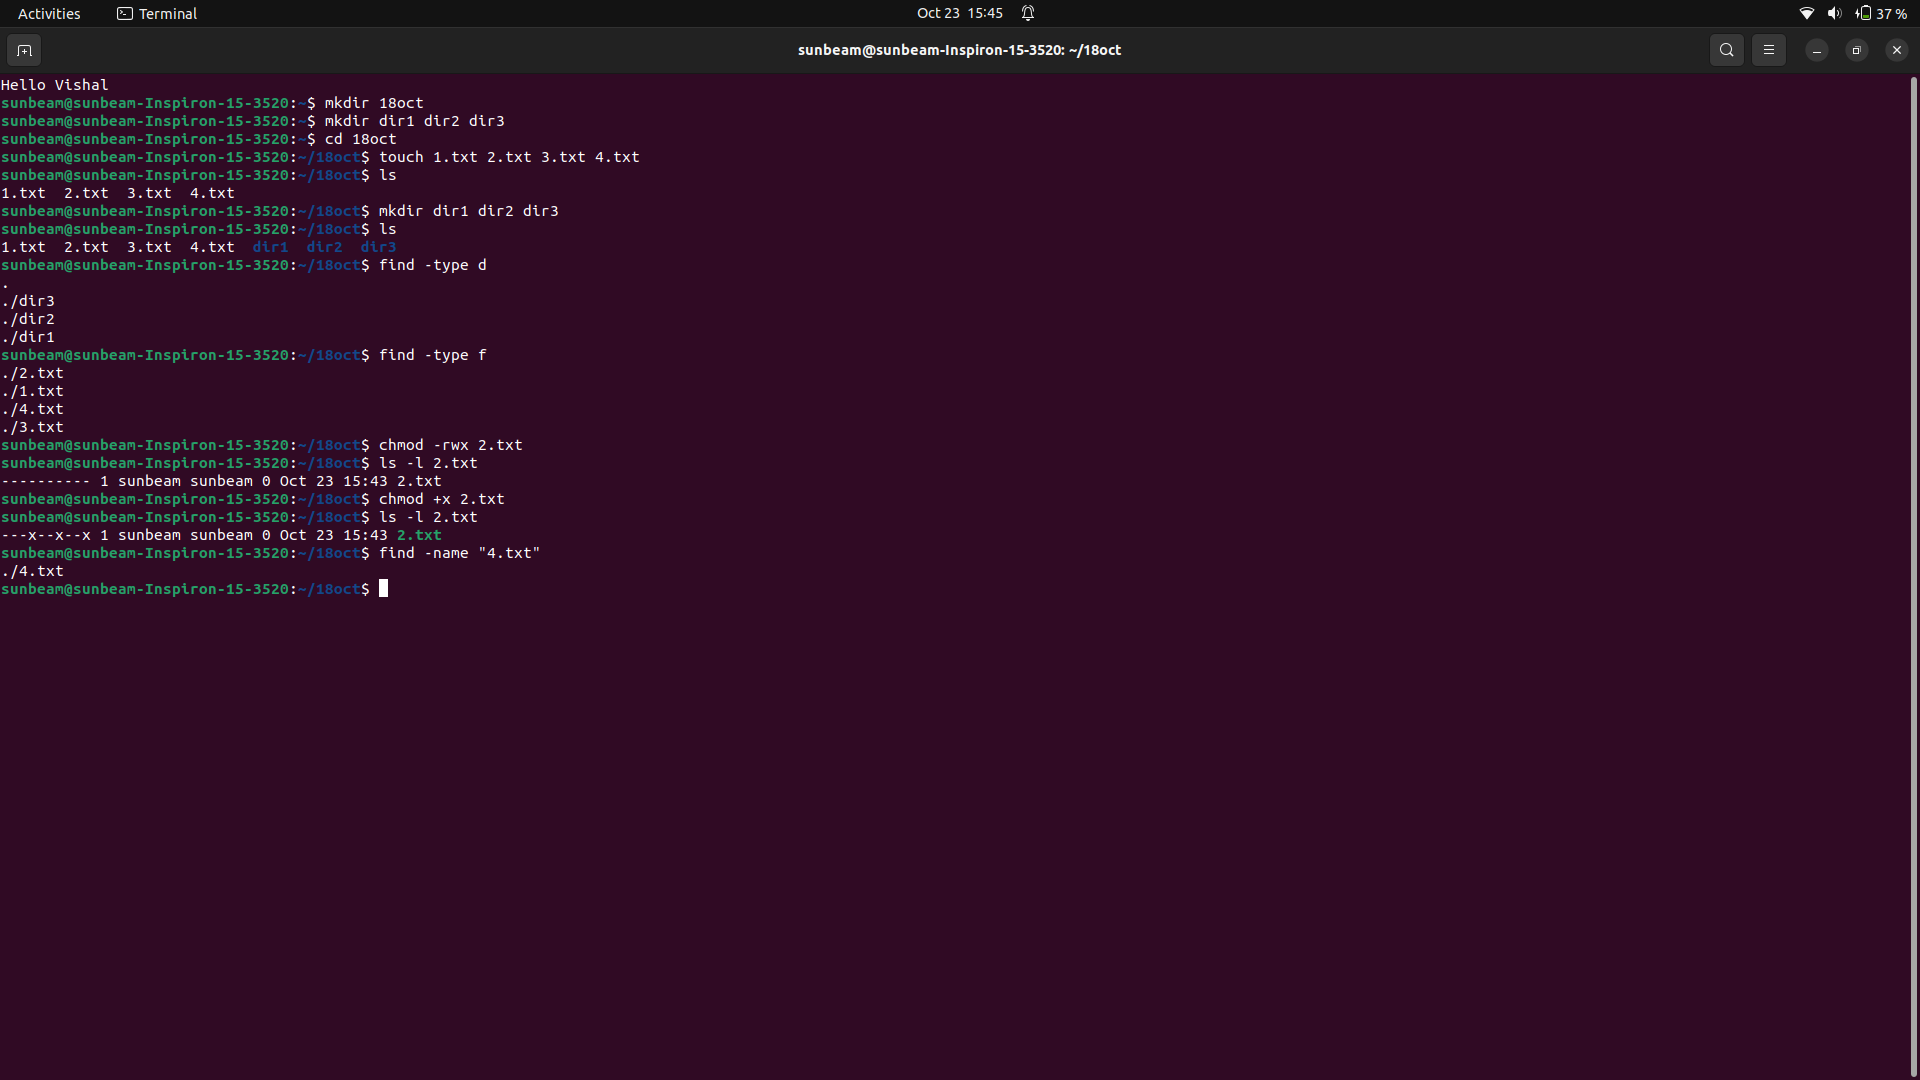 Activities Terminal Oct 23 15:45 37 %
sunbeam@sunbeam-Inspiron-15-3520: ~/18oct
Hello Vishal
sunbeam@sunbeam-Inspiron-15-3520:~$ mkdir 18oct
sunbeam@sunbeam-Inspiron-15-3520:~$ mkdir dir1 dir2 dir3
sunbeam@sunbeam-Inspiron-15-3520:~$ cd 18oct
sunbeam@sunbeam-Inspiron-15-3520:~/18oct$ touch 1.txt 2.txt 3.txt 4.txt
sunbeam@sunbeam-Inspiron-15-3520:~/18oct$ ls
1.txt  2.txt  3.txt  4.txt
sunbeam@sunbeam-Inspiron-15-3520:~/18oct$ mkdir dir1 dir2 dir3
sunbeam@sunbeam-Inspiron-15-3520:~/18oct$ ls
1.txt  2.txt  3.txt  4.txt  dir1  dir2  dir3
sunbeam@sunbeam-Inspiron-15-3520:~/18oct$ find -type d
.
./dir3
./dir2
./dir1
sunbeam@sunbeam-Inspiron-15-3520:~/18oct$ find -type f
./2.txt
./1.txt
./4.txt
./3.txt
sunbeam@sunbeam-Inspiron-15-3520:~/18oct$ chmod -rwx 2.txt
sunbeam@sunbeam-Inspiron-15-3520:~/18oct$ ls -l 2.txt
---------- 1 sunbeam sunbeam 0 Oct 23 15:43 2.txt
sunbeam@sunbeam-Inspiron-15-3520:~/18oct$ chmod +x 2.txt
sunbeam@sunbeam-Inspiron-15-3520:~/18oct$ ls -l 2.txt
---x--x--x 1 sunbeam sunbeam 0 Oct 23 15:43 2.txt
sunbeam@sunbeam-Inspiron-15-3520:~/18oct$ find -name "4.txt"
./4.txt
sunbeam@sunbeam-Inspiron-15-3520:~/18oct$